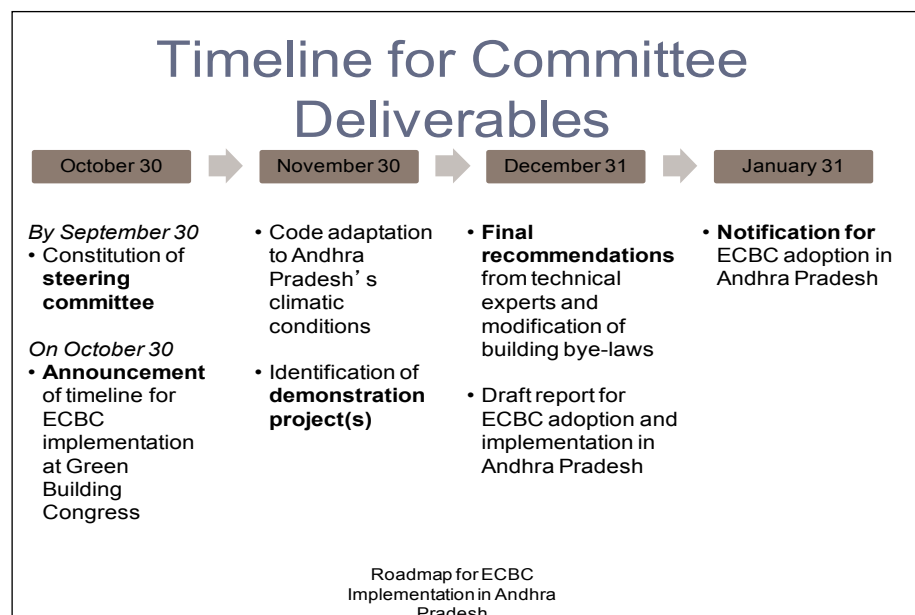 Timeline for Committee
Deliverables
October 30
November 30
December 31
January 31
By September 30
• Constitution of
steering
committee
On October 30
• Announcement
of timeline for
ECBC
implementation
at Green
Building
Congress
• Code adaptation
to Andhra
Pradesh's
climatic
conditions
• Identification of
demonstration
project(s)
• Final
recommendations
from technical
experts and
modification of
building bye-laws
• Draft report for
ECBC adoption and
implementation in
Andhra Pradesh
• Notification for
ECBC adoption in
Andhra Pradesh
Roadmap for ECBC
Implementation in Andhra
Pradesh